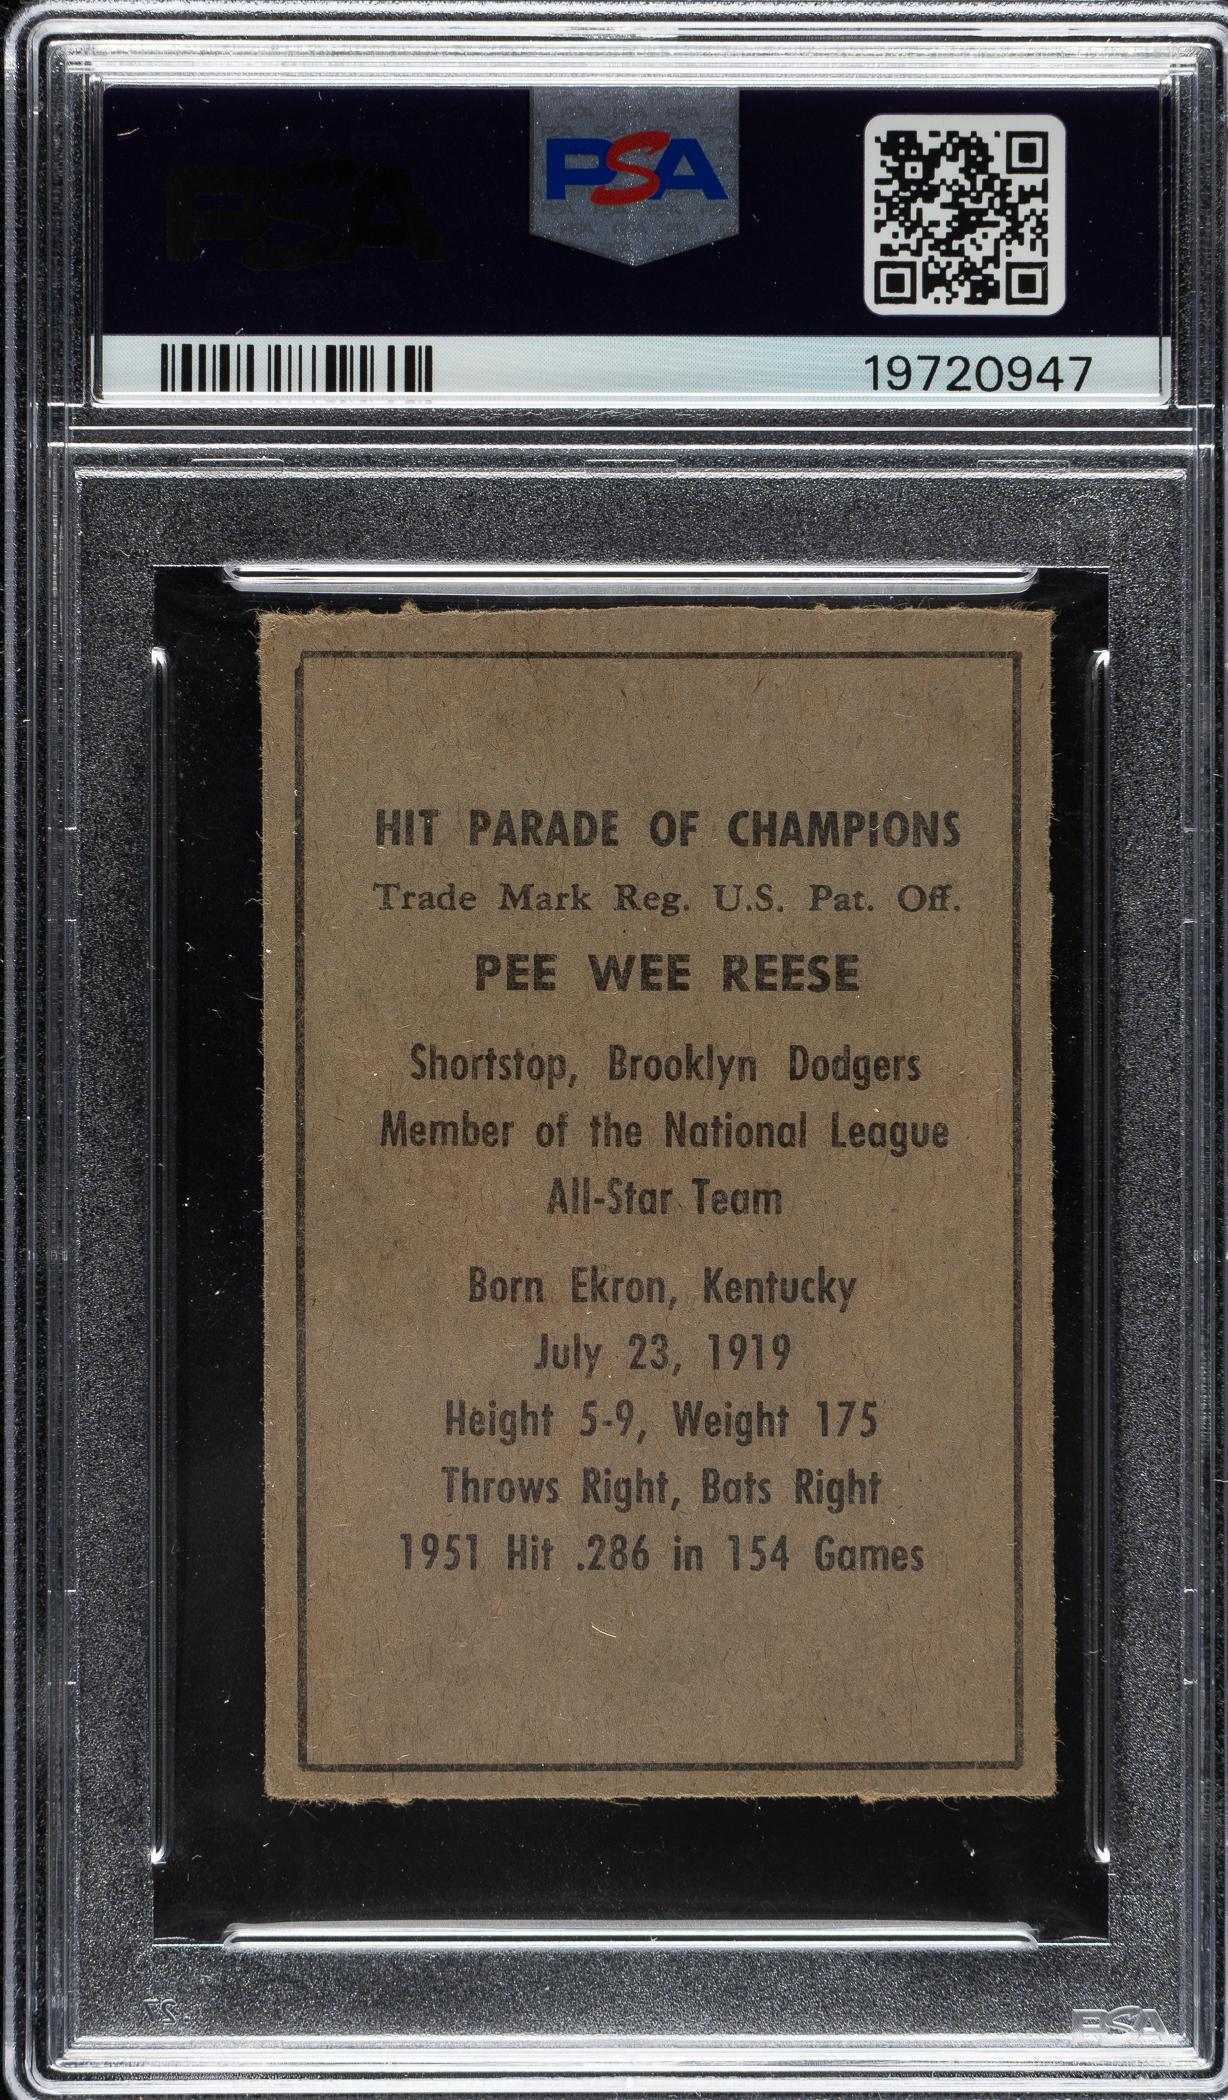 PSA
PSA
19720947
HIT PARADE OF CHAMPIONS
Trade Mark Reg. U.S. Pat. Off.
PEE WEE REESE
Shortstop, Brooklyn Dodgers
Member of the National League
All-Star Team
Born Ekron, Kentucky
July 23, 1919
Height 5-9, Weight 175
Throws Right, Bats Right
1951 Hit .286 in 154 Games
PSA